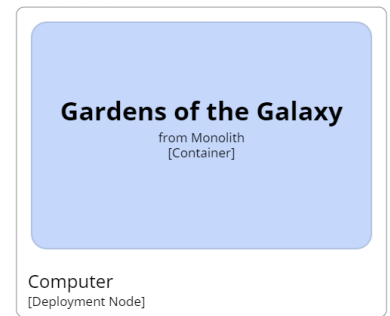 Gardens of the Galaxy
from Monolith
[Container]
Computer
[Deployment Node]